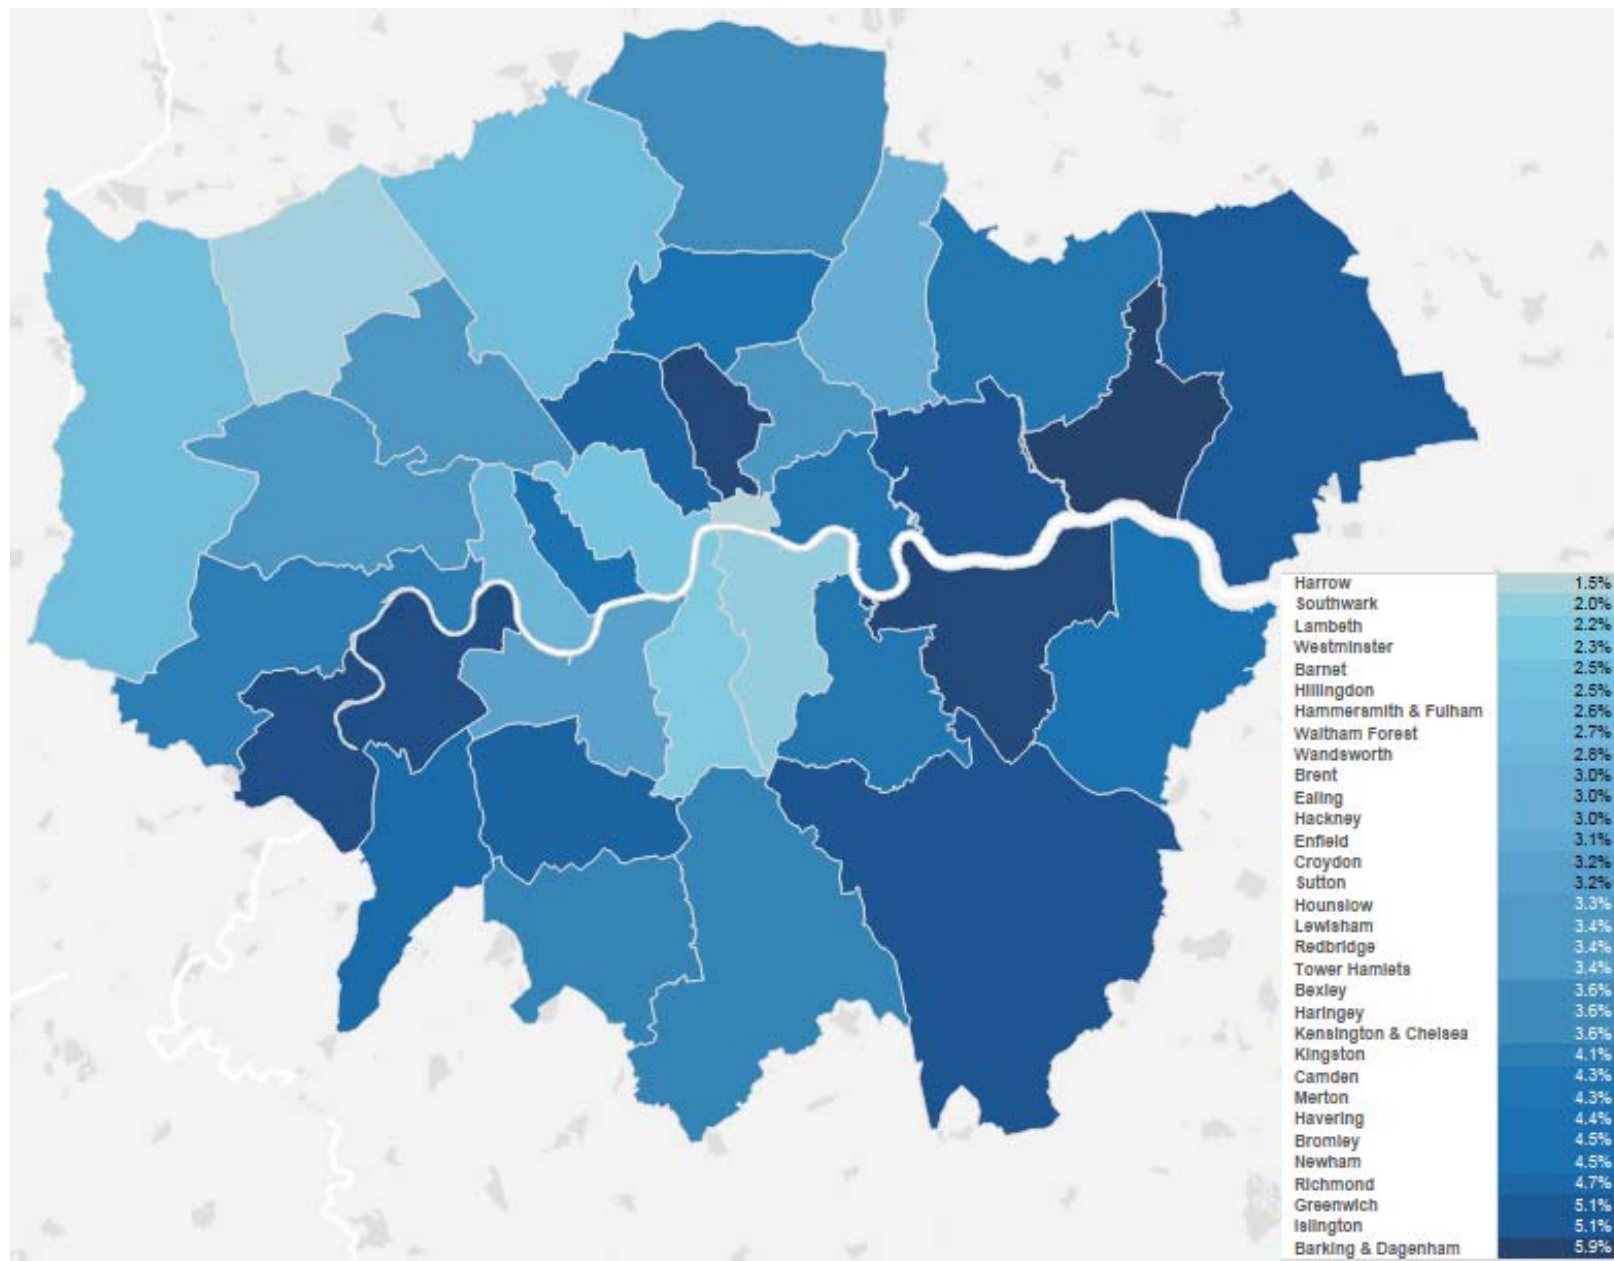 Harrow 1.5%
Southwark 2.0%
Lambeth 2.2%
Westminster 2.3%
Barnet 2.5%
Hillingdon 2.5%
Hammersmith & Fulham 2.6%
Waltham Forest 2.7%
Wandsworth 2.8%
Brent 3.0%
Ealing 3.0%
Hackney 3.0%
Enfield 3.1%
Croydon 3.2%
Sutton 3.2%
Hounslow 3.3%
Lewisham 3.4%
Redbridge 3.4%
Tower Hamlets 3.4%
Bexley 3.6%
Haringey 3.6%
Kensington & Chelsea 3.6%
Kingston 4.1%
Camden 4.3%
Merton 4.3%
Havering 4.4%
Bromley 4.5%
Newham 4.5%
Richmond 4.7%
Greenwich 5.1%
Islington 5.1%
Barking & Dagenham 5.9%